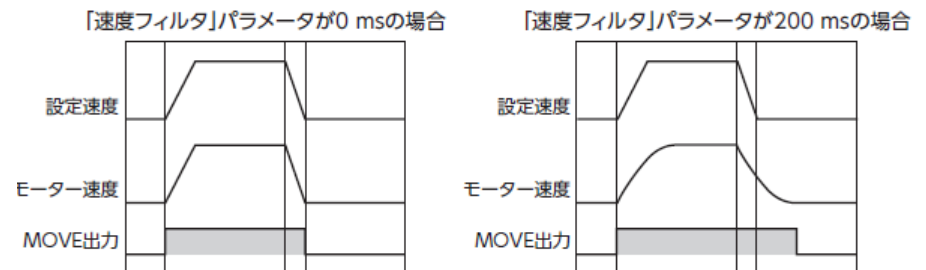 「速度フィルタ」パラメータが0 msの場合
設定速度
モーター速度
MOVE出力
「速度フィルタ」パラメータが200 msの場合
設定速度
モーター速度
MOVE出力